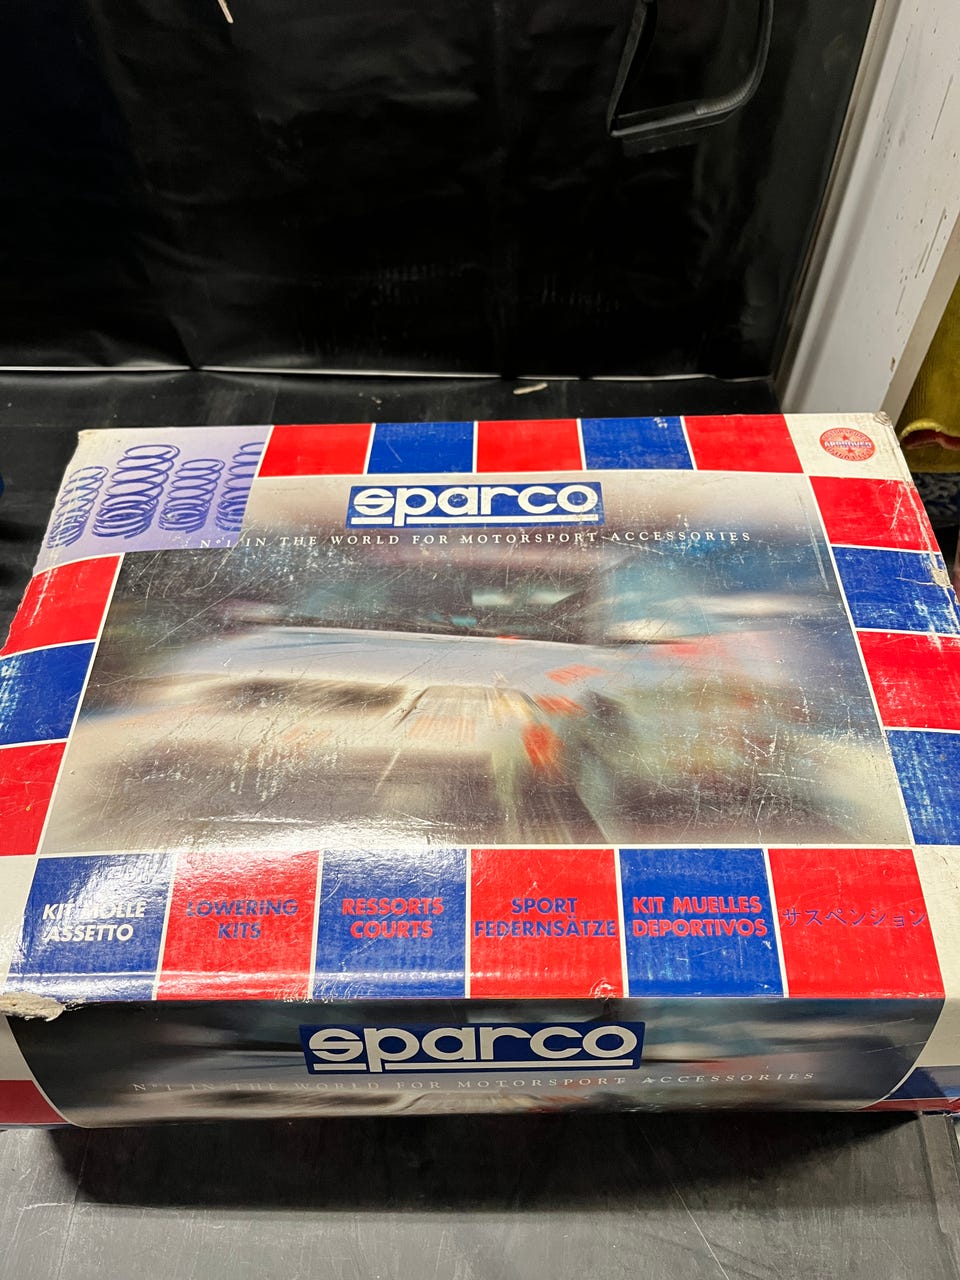 APPROVED
sparco
N°1 IN THE WORLD FOR MOTORSPORT ACCESSORIES
KIT MOLLE
ASSETTO
LOWERING
KITS
RESSORTS
COURTS
SPORT
FEDERNSÄTZE
KIT MUELLES
DEPORTIVOS
サスペンション
sparco
N°1 IN THE WORLD FOR MOTORSPORT ACCESSORIES